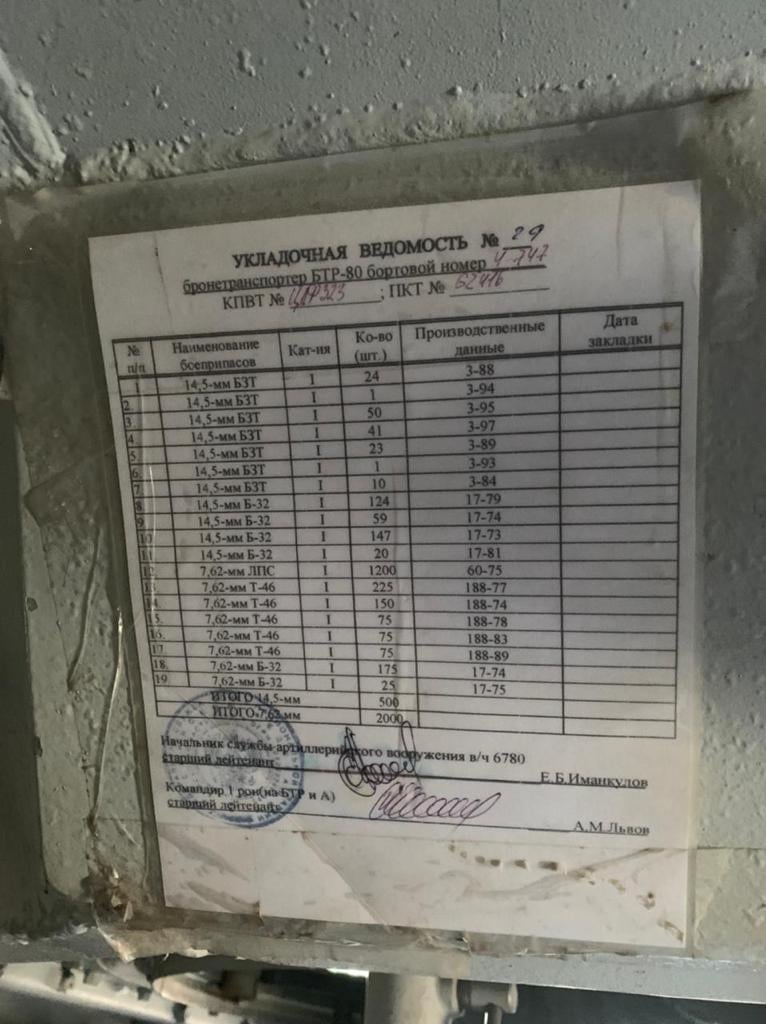 УКЛАДОЧНАЯ ВЕДОМОСТЬ № 29
бронетранспортер БТР-80 бортовой номер 4 747
КПВТ № 323; ПКТ №
№ п/п Наименование боеприпасов Кат-ия Ко-во (шт.) Производственные данные Дата закладки
1. 14,5-мм БЗТ I 24 3-88
2. 14,5-мм БЗТ I 1 3-94
3. 14,5-мм БЗТ I 50 3-95
4. 14,5-мм БЗТ I 41 3-97
5. 14,5-мм БЗТ I 23 3-89
6. 14,5-мм БЗТ I 1 3-93
7. 14,5-мм БЗТ I 10 3-84
8. 14,5-мм Б-32 I 124 17-79
9. 14,5-мм Б-32 I 59 17-74
10. 14,5-мм Б-32 I 147 17-73
11. 14,5-мм Б-32 I 20 17-81
12. 7,62-мм ЛПС I 1200 60-75
13. 7,62-мм Т-46 I 225 188-77
14. 7,62-мм Т-46 I 150 188-74
15. 7,62-мм Т-46 I 75 188-78
16. 7,62-мм Т-46 I 75 188-83
17. 7,62-мм Т-46 I 75 188-89
18. 7,62-мм Б-32 I 175 17-74
19 7,62-мм Б-32 I 25 17-75
ИТОГО 14,5-мм 500
ИТОГО 7,62 мм 2000
Начальник службы артиллерийского вооружения в/ч 6780
старший лейтенант Е.Б.Иманкулов
Командир 1 рон(на БТР и А)
старший лейтенант А.М.Львов